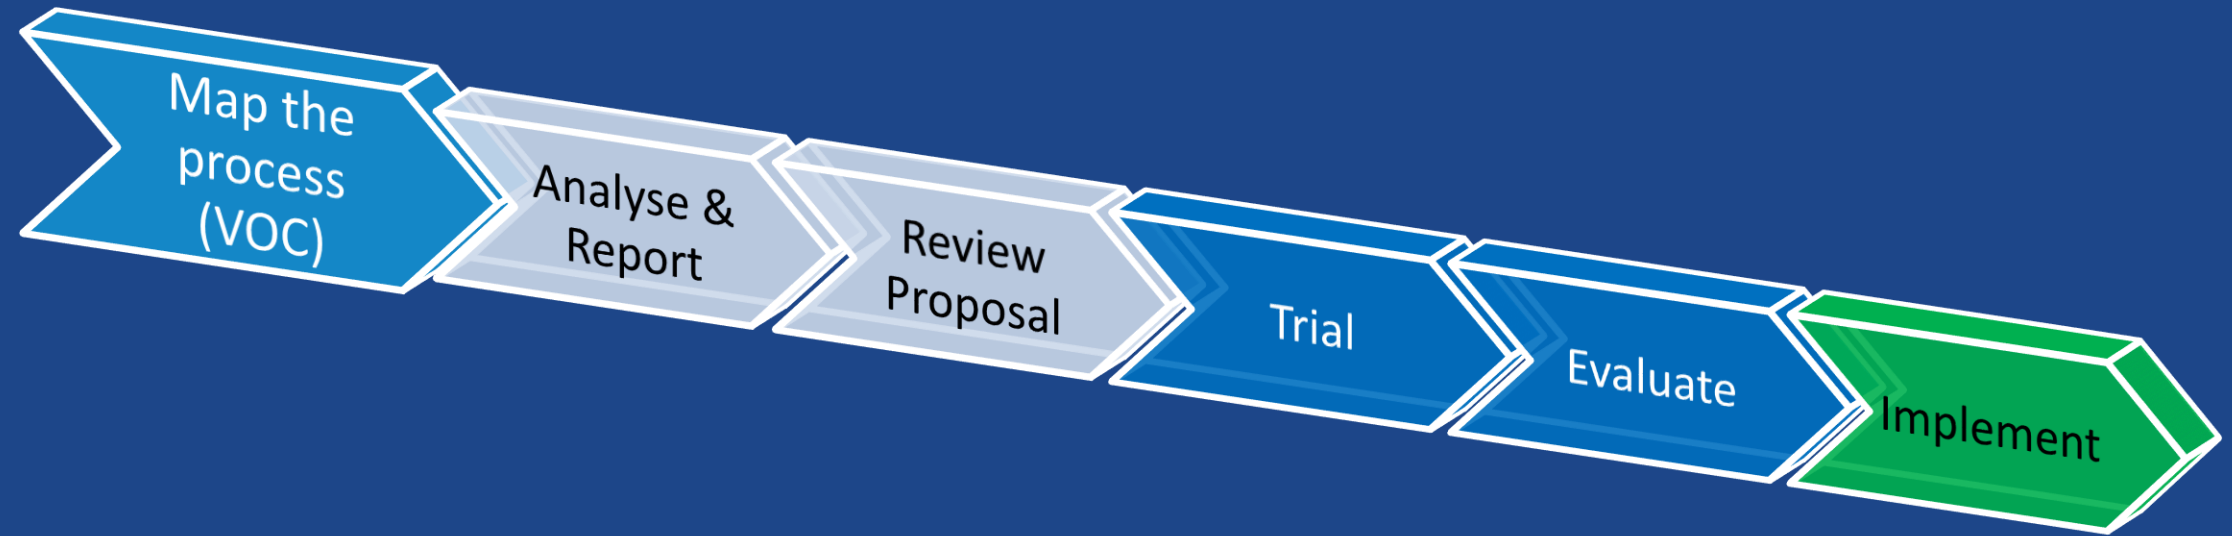 Map the
process
(VOC)
Analyse &
Report
Review
Proposal
Trial
Evaluate
Implement